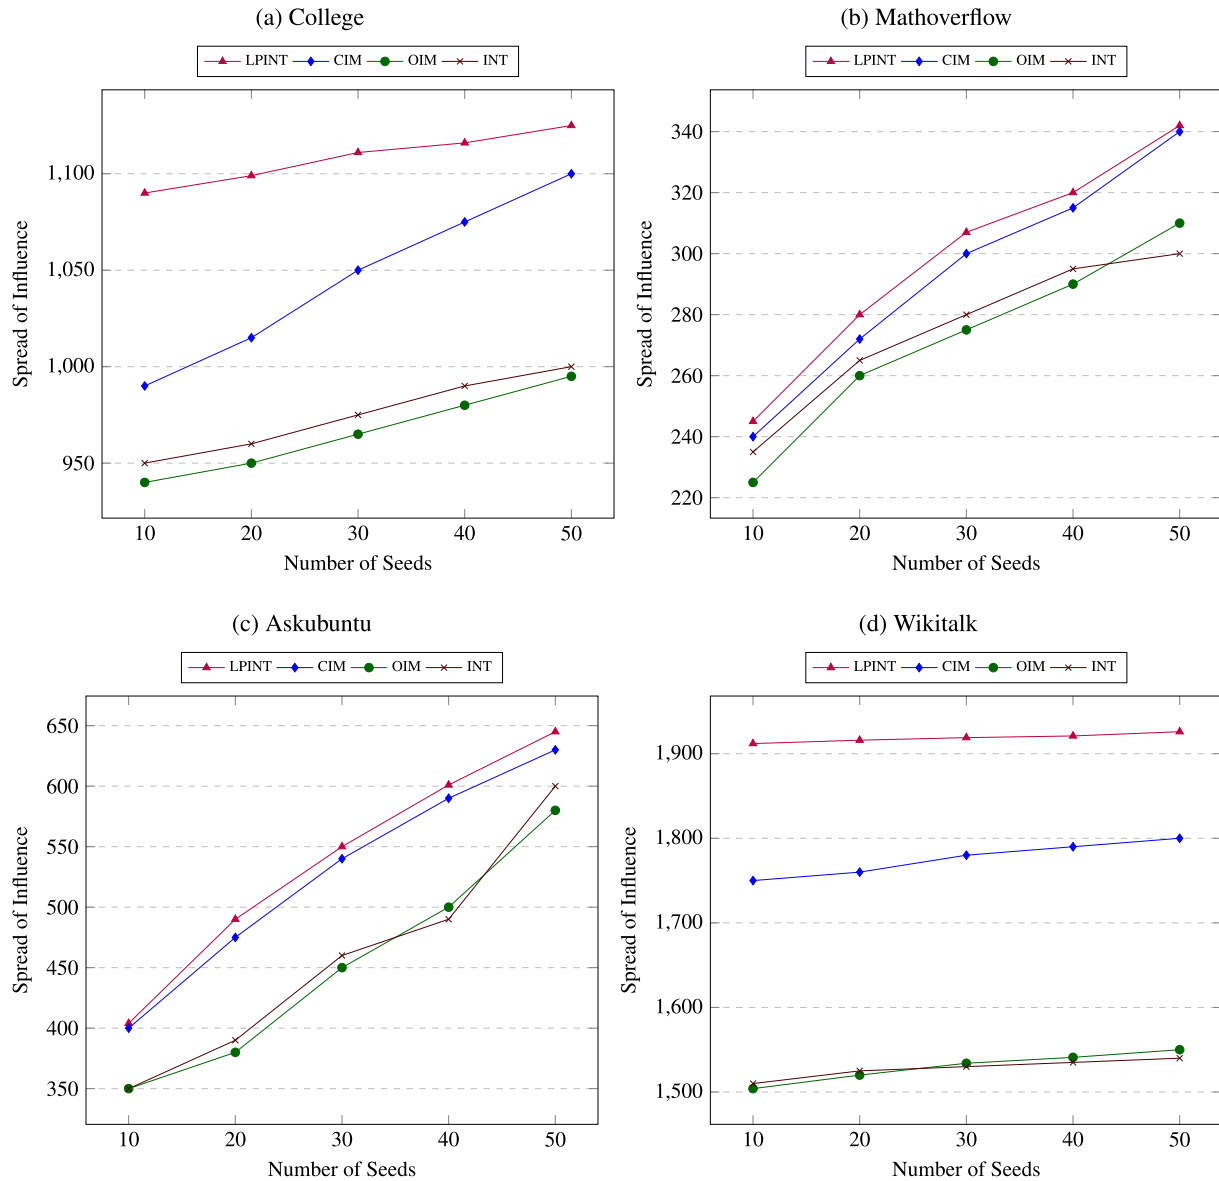 (a) College
LPINT CIM OIM INT
1,100
1,050
1,000
950
10 20 30 40 50
Number of Seeds
Spread of Influence
(b) Mathoverflow
LPINT CIM OIM INT
340
320
300
280
260
240
220
10 20 30 40 50
Number of Seeds
Spread of Influence
(c) Askubuntu
LPINT CIM OIM INT
650
600
550
500
450
400
350
10 20 30 40 50
Number of Seeds
Spread of Influence
(d) Wikitalk
LPINT CIM OIM INT
1,900
1,800
1,700
1,600
1,500
10 20 30 40 50
Number of Seeds
Spread of Influence